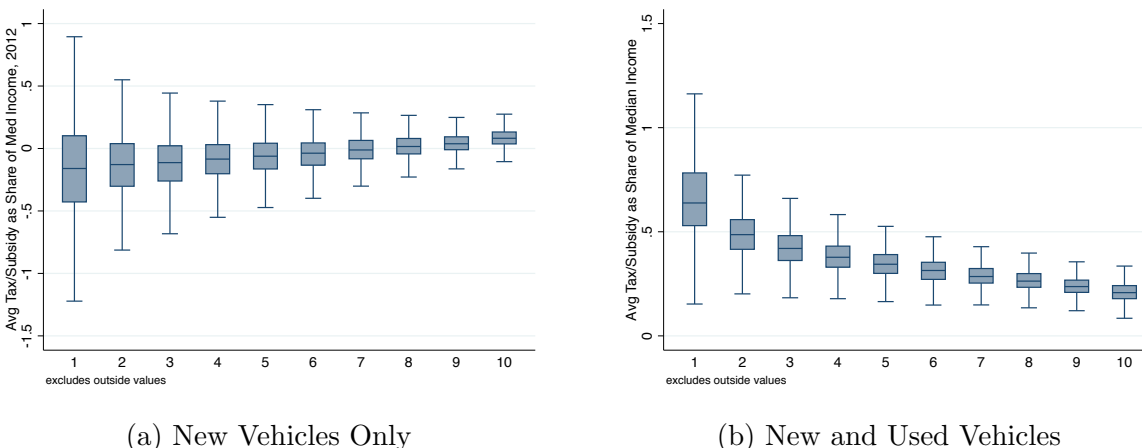 Avg Tax/Subsidy as Share of Med Income, 2012
1
.5
0
-.5
-1
-1.5
1 2 3 4 5 6 7 8 9 10
excludes outside values
(a) New Vehicles Only
Avg Tax/Subsidy as Share of Median Income
1.5
1
.5
0
1 2 3 4 5 6 7 8 9 10
excludes outside values
(b) New and Used Vehicles